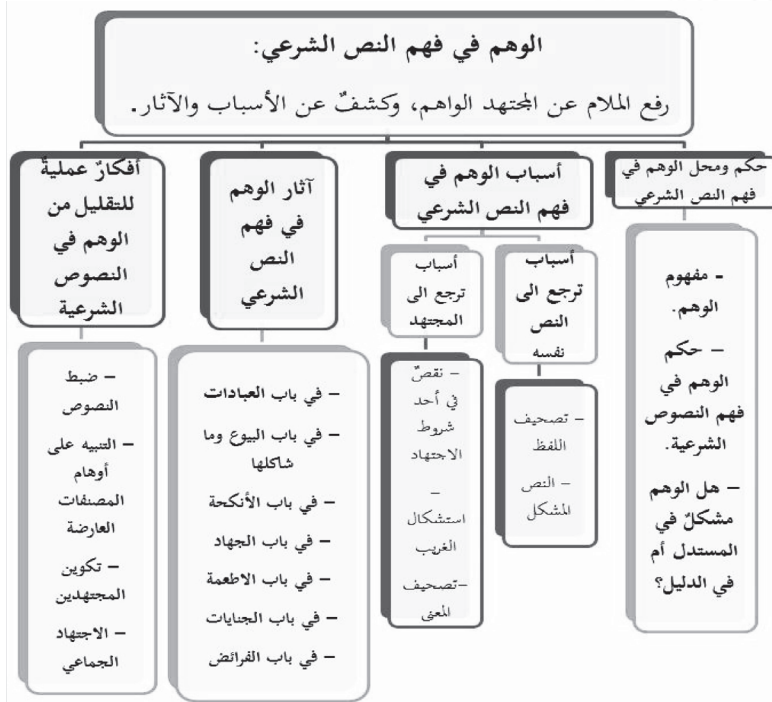 الوهم في فهم النص الشرعي:
رفع الملام عن المجتهد الواهم، وكشفٌ عن الأسباب والآثار.
حكم ومحل الوهم في
فهم النص الشرعي
- مفهوم
الوهم.
– حكم
الوهم في
فهم النصوص
الشرعية.
– هل الوهم
مشكلٌ في
المستدل أم
في الدليل؟
أسباب الوهم في
فهم النص الشرعي
أسباب
ترجع الى
النص
نفسه
– تصحيف
اللفظ
– النص
المشكل
أسباب
ترجع الى
المجتهد
– نقصٌ
في أحد
شروط
الاجتهاد
–
استشكال
الغريب
–تصحيف
المعنى
آثار الوهم
في فهم
النص
الشرعي
– في باب العبادات
– في باب البيوع وما
شاكلها
– في باب الأنكحة
– في باب الجهاد
– في باب الاطعمة
– في باب الجنايات
– في باب الفرائض
أفكارٌ عمليةٌ
للتقليل من
الوهم في
النصوص
الشرعية
– ضبط
النصوص
– التنبيه على
أوهام
المصنفات
العارضة
– تكوين
المجتهدين
– الاجتهاد
الجماعي